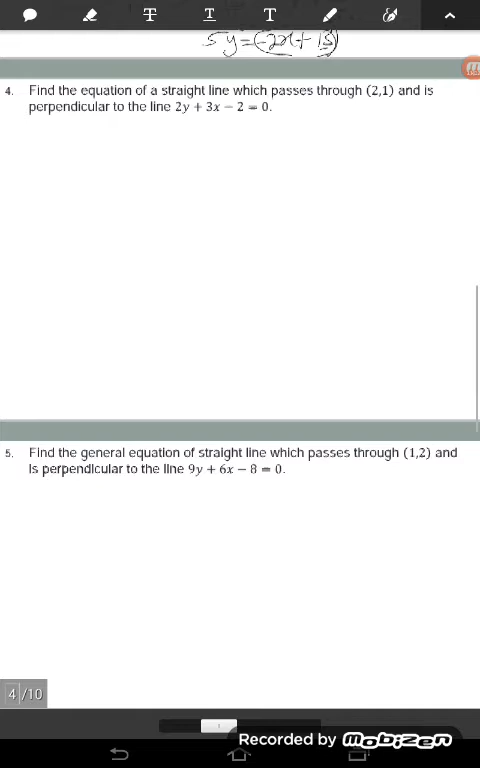 5y=(-2x+15)
4. Find the equation of a straight line which passes through (2,1) and is
perpendicular to the line 2y + 3x − 2 = 0.
5. Find the general equation of straight line which passes through (1,2) and
is perpendicular to the line 9y + 6x − 8 = 0.
4/10
Recorded by mobizen